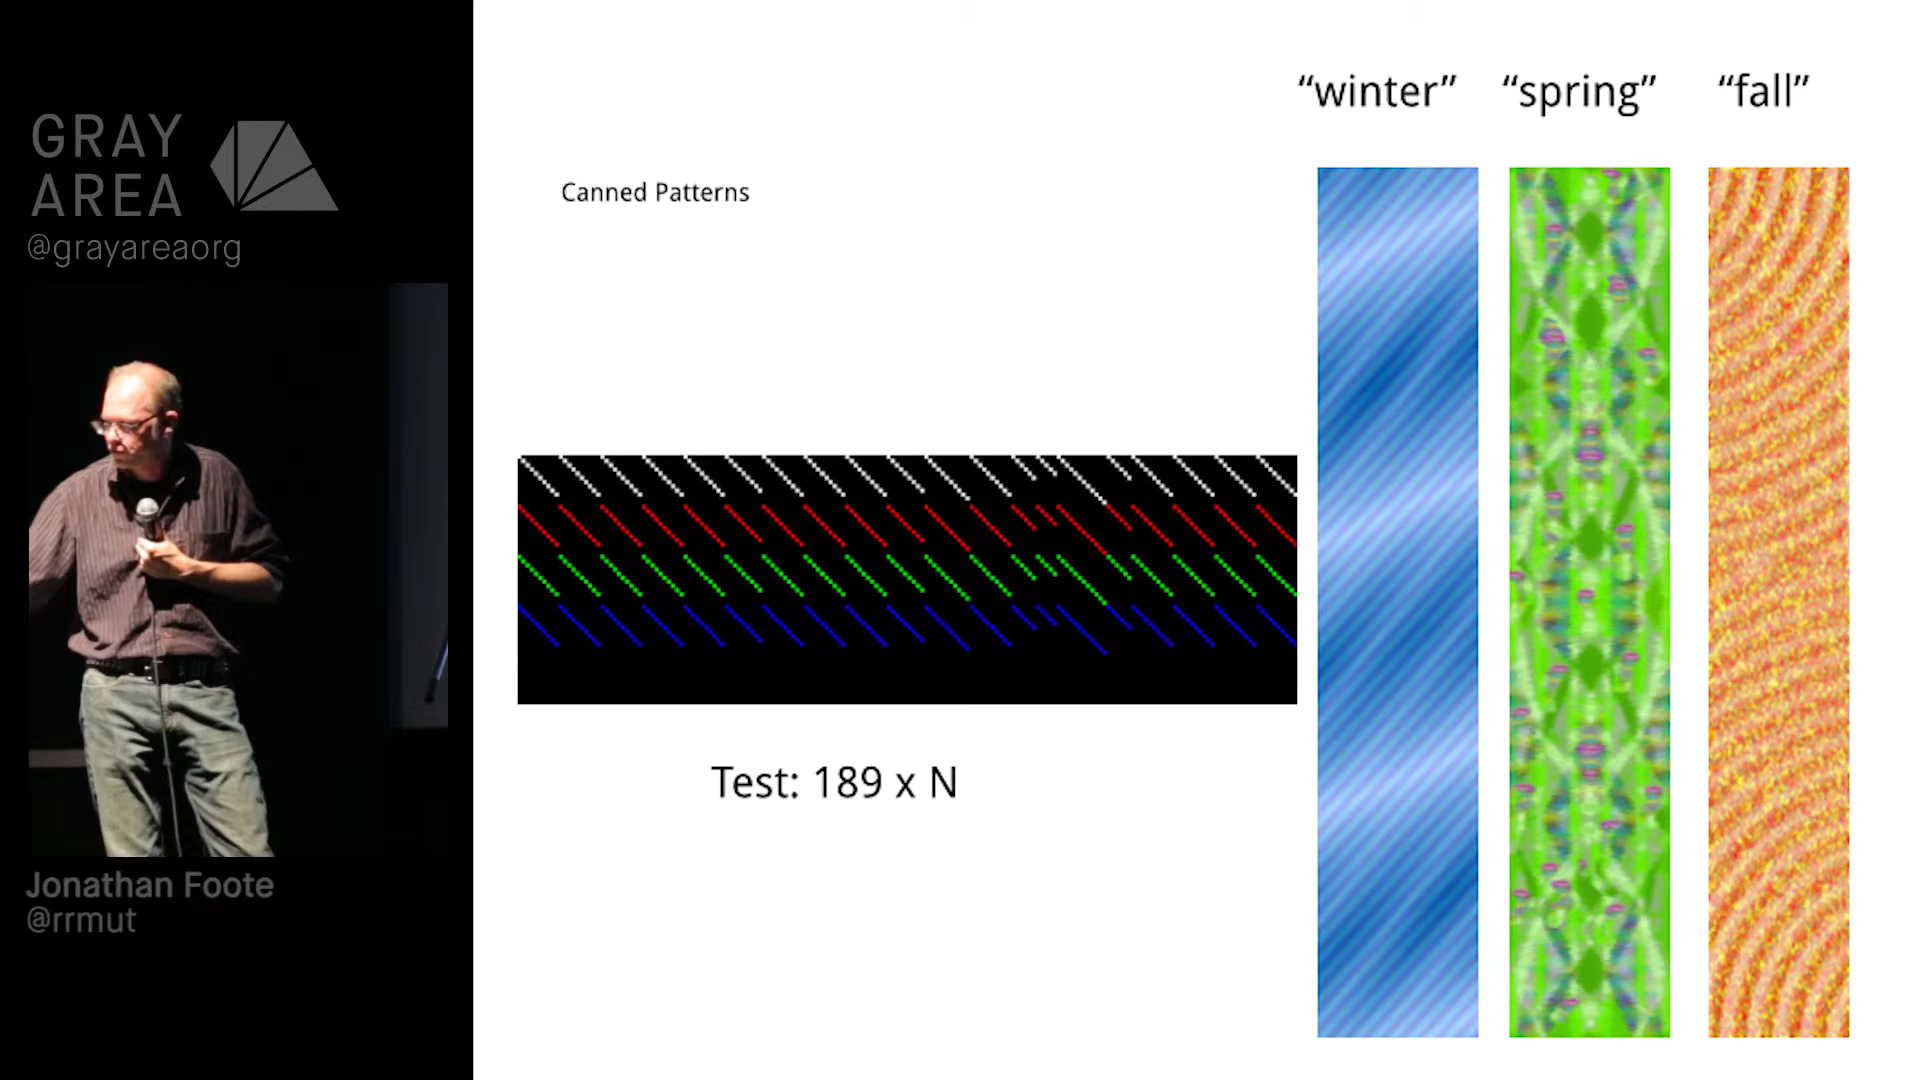 GRAY
AREA
@grayareaorg
Jonathan Foote
@rrmut
“winter” “spring” “fall”
Canned Patterns
Test: 189 x N